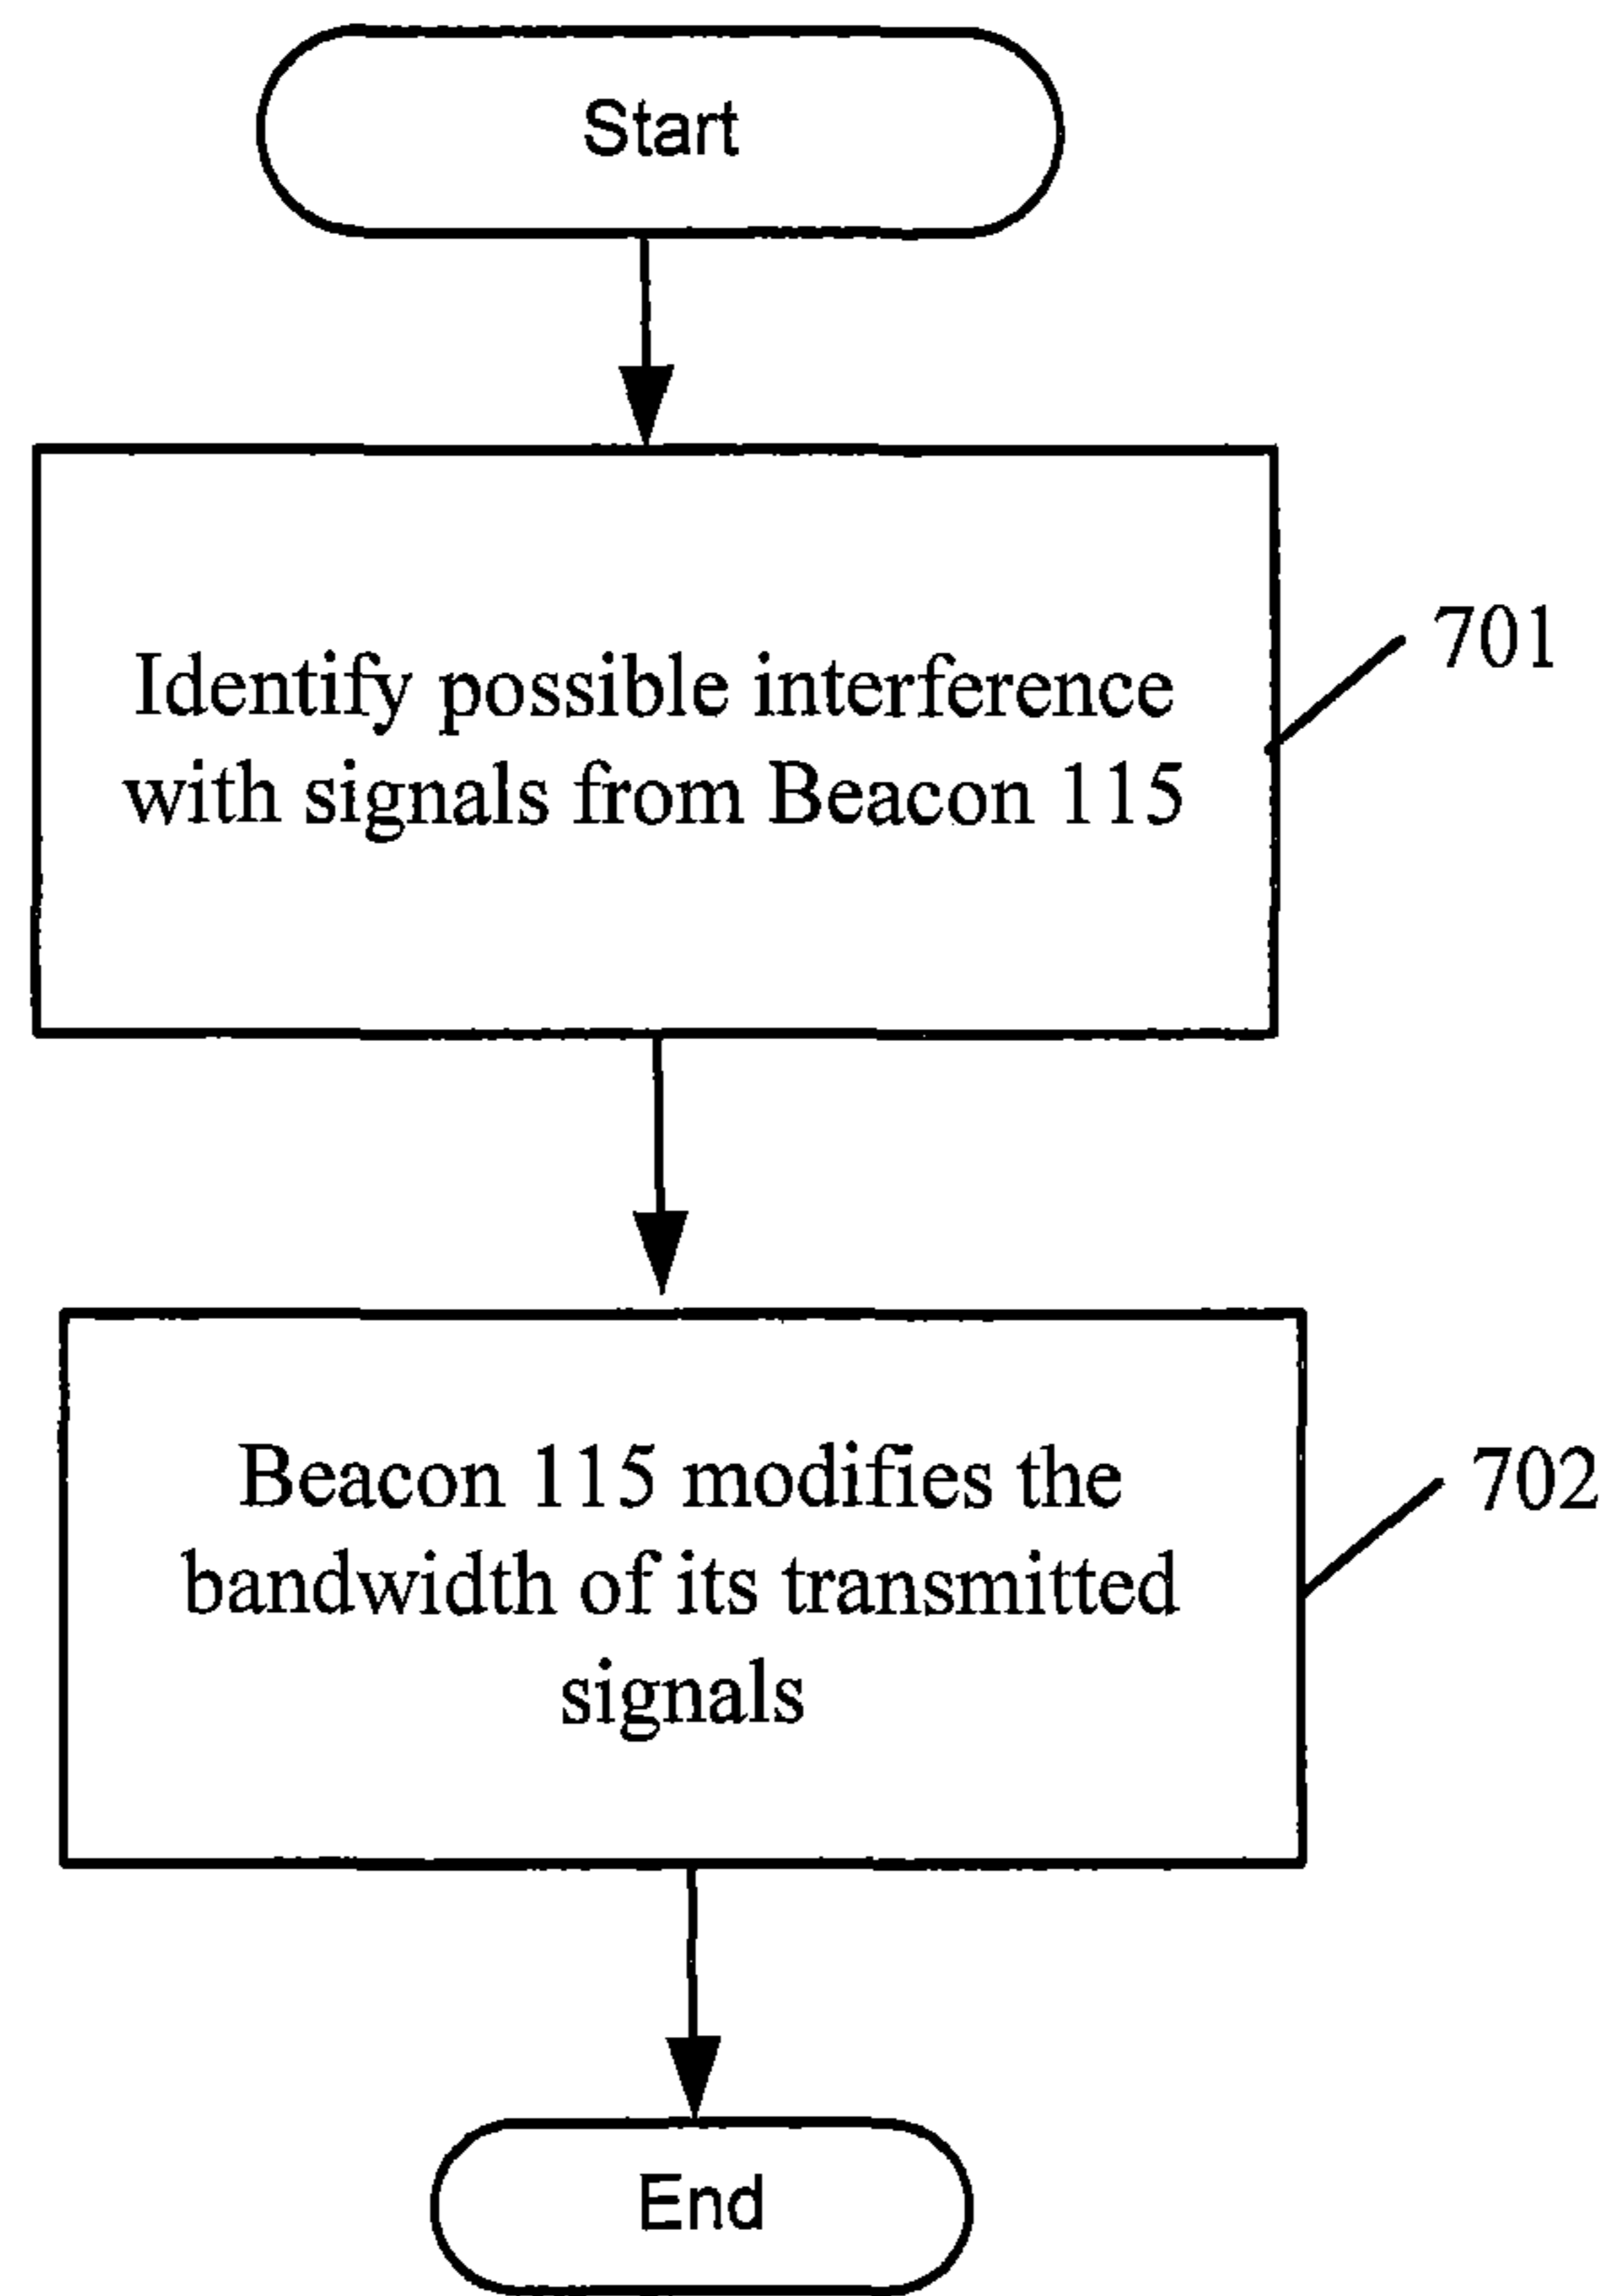 Start
Identify possible interference
with signals from Beacon 115
701
Beacon 115 modifies the
bandwidth of its transmitted
signals
702
End